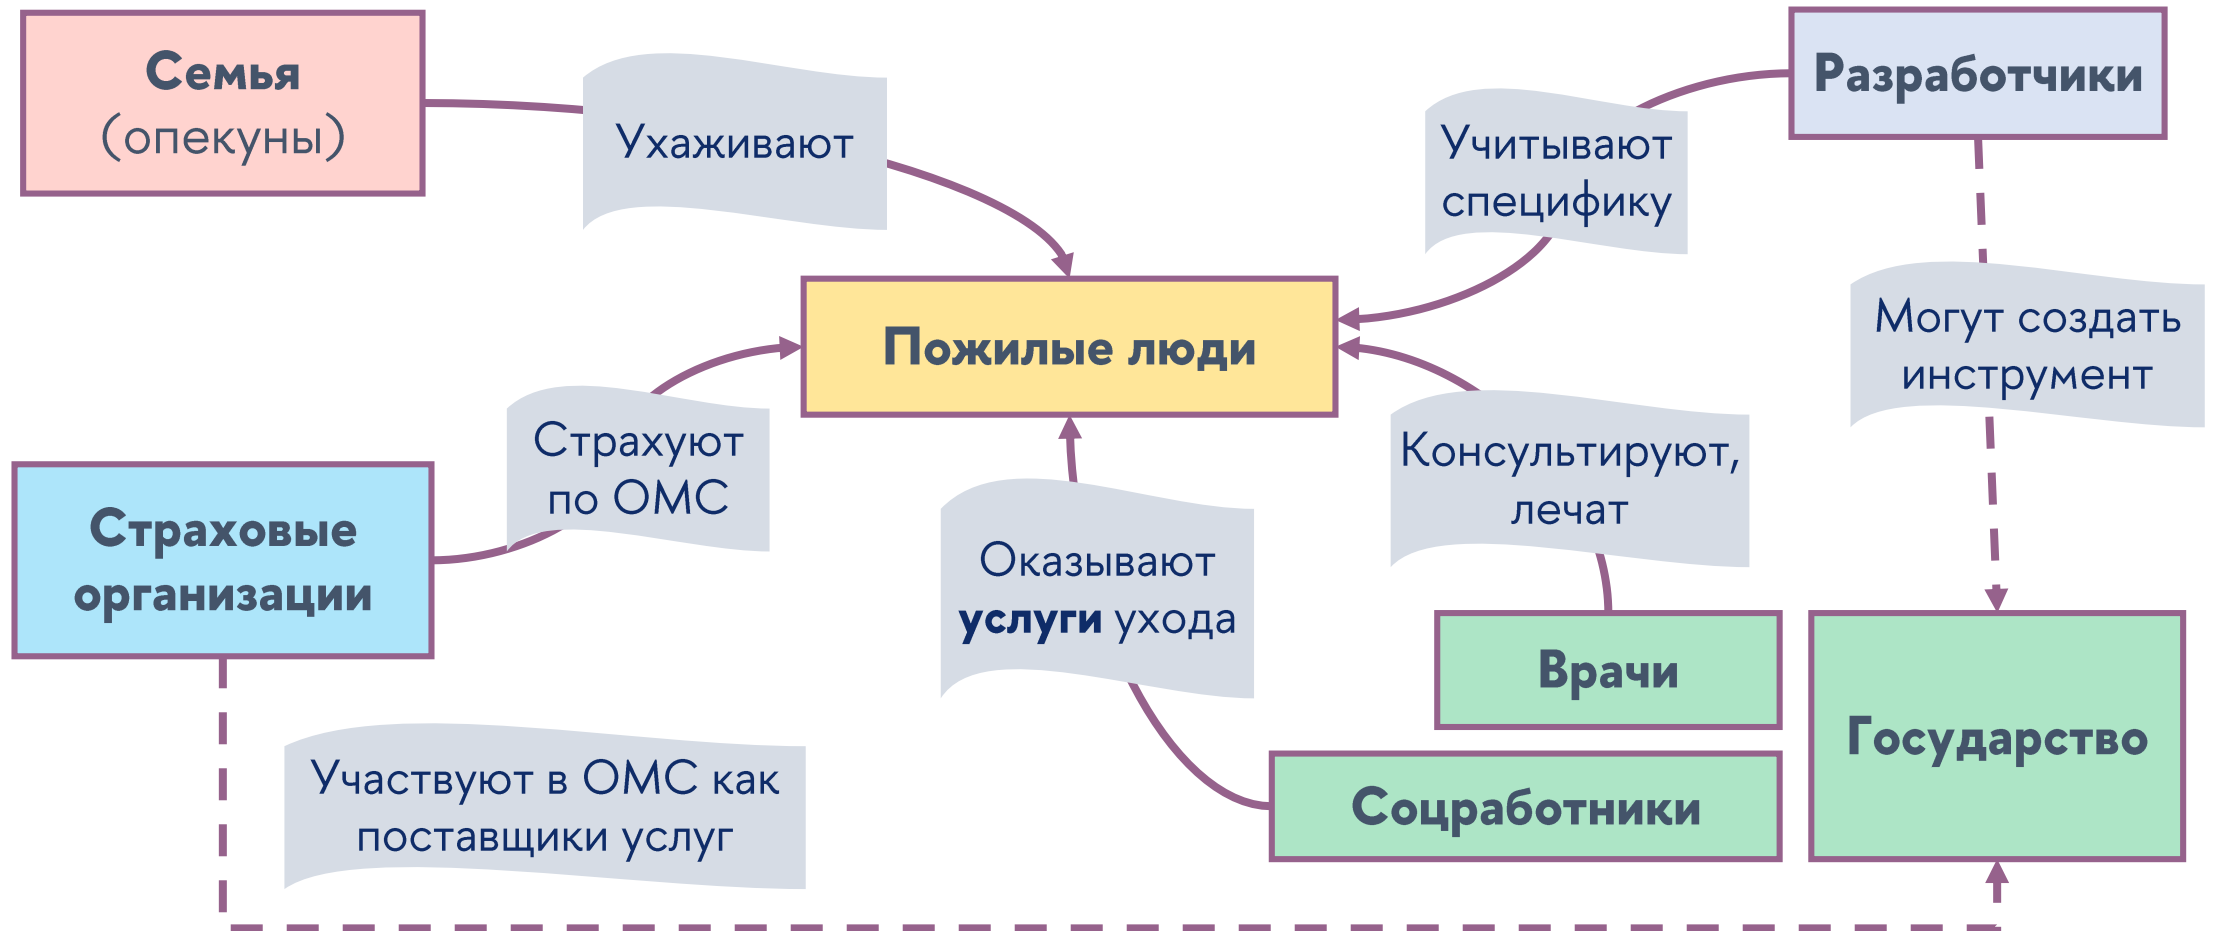 Семья
(опекуны)
Ухаживают
Учитывают
специфику
Разработчики
Могут создать
инструмент
Пожилые люди
Страхуют
по ОМС
Страховые
организации
Консультируют,
лечат
Оказывают
услуги ухода
Врачи
Государство
Соцработники
Участвуют в ОМС как
поставщики услуг